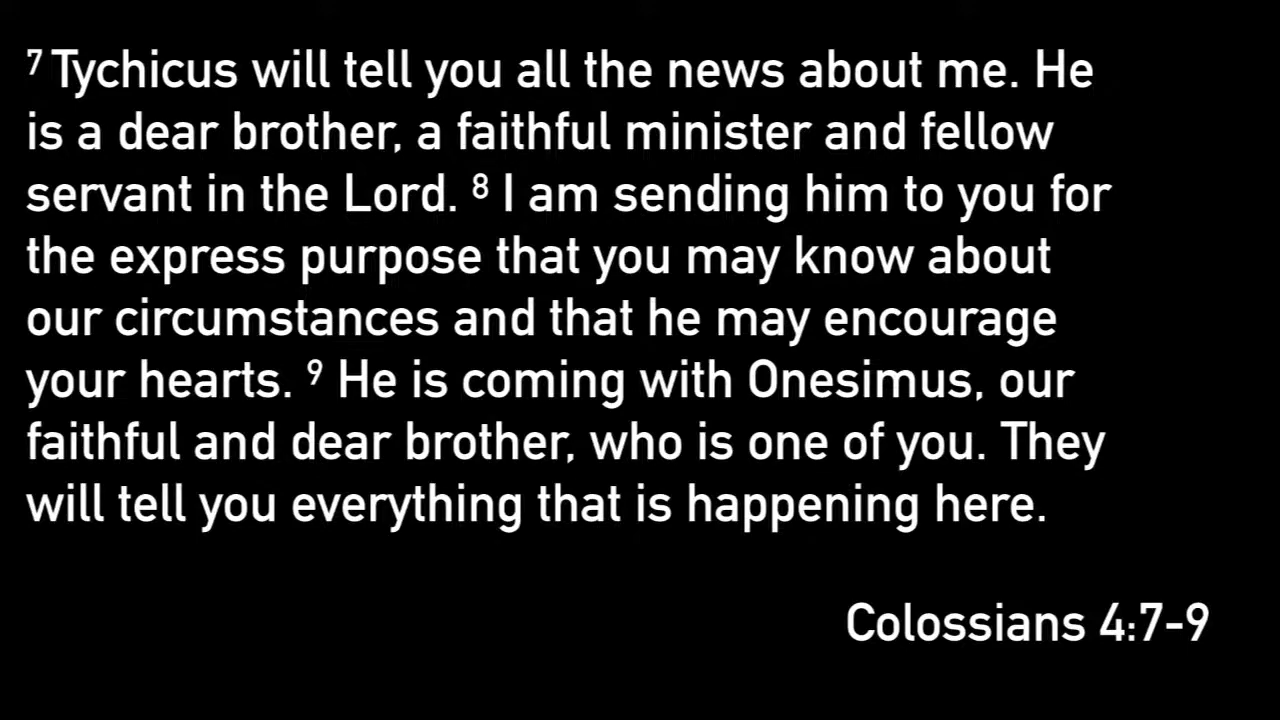 7 Tychicus will tell you all the news about me. He
is a dear brother, a faithful minister and fellow
servant in the Lord. 8 I am sending him to you for
the express purpose that you may know about
our circumstances and that he may encourage
your hearts. 9 He is coming with Onesimus, our
faithful and dear brother, who is one of you. They
will tell you everything that is happening here.
Colossians 4:7-9